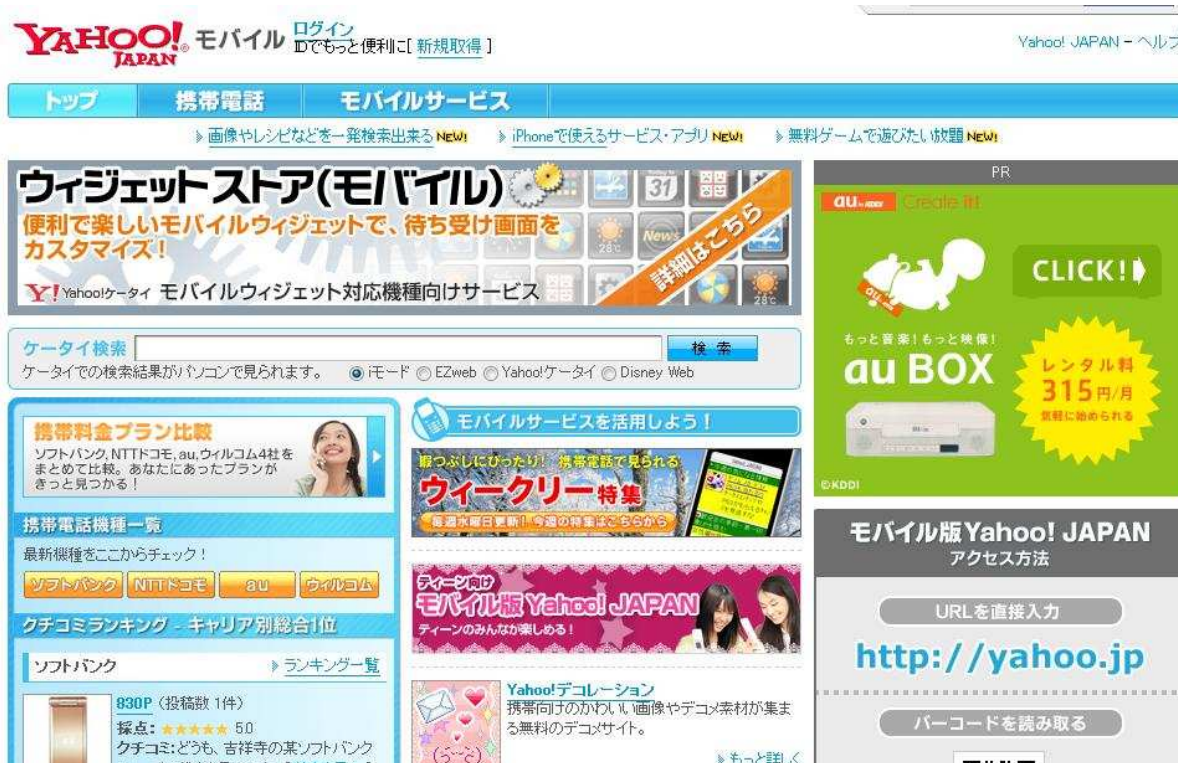 YAHOO! JAPAN モバイル
ログイン
IDでもっと便利に[ 新規取得 ]
Yahoo! JAPAN - ヘルプ
トップ 携帯電話 モバイルサービス
画像やレシピなどを一発検索出来る NEW! iPhoneで使えるサービス・アプリ NEW! 無料ゲームで遊びたい放題 NEW!
ウィジェット ストア(モバイル)
便利で楽しいモバイルウィジェットで、待ち受け画面を
カスタマイズ!
Y! Yahoo!ケータイ モバイルウィジェット対応機種向けサービス
31
News
28℃
詳細はこちら
28℃
ケータイ検索 検索
ケータイでの検索結果がパソコンで見られます。 iモード EZweb Yahoo!ケータイ Disney Web
携帯料金プラン比較
ソフトバンク,NTTドコモ,au,ウィルコム4社を
まとめて比較。あなたにあったプランが
きっと見つかる!
携帯電話機種一覧
最新機種をここからチェック!
ソフトバンク NTTドコモ au ウィルコム
クチコミランキング - キャリア別総合1位
ソフトバンク ランキング一覧
830P (投稿数 1件)
採点: ★★★★★ 5.0
クチコミ:どうも、吉祥寺の某ソフトバンク
モバイルサービスを活用しよう!
暇つぶしにぴったり! 携帯電話で見られる
ウィークリー特集
毎週水曜日更新! 今週の特集はこちらから
ティーン向け
モバイル版 Yahoo! JAPAN
ティーンのみんなが楽しめる!
Yahoo!デコレーション
携帯向けのかわいい画像やデコメ素材が集ま
る無料のデコメサイト。
もっと詳しく
PR
au by KDDI Create it!
CLICK!
もっと音楽!もっと映像!
au BOX
レンタル料
315円/月
気軽に始められる
©KDDI
モバイル版Yahoo! JAPAN
アクセス方法
URLを直接入力
http://yahoo.jp
バーコードを読み取る